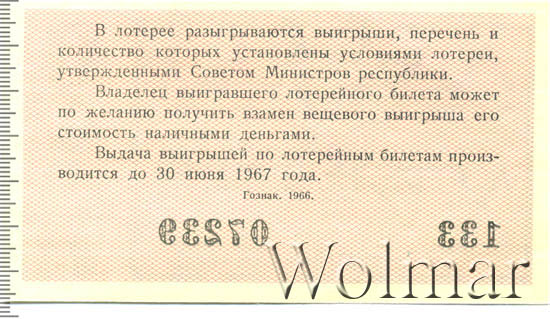 В лотерее разыгрываются выигрыши, перечень и
количество которых установлены условиями лотереи,
утвержденными Советом Министров республики.
Владелец выигравшего лотерейного билета может
по желанию получить взамен вещевого выигрыша его
стоимость наличными деньгами.
Выдача выигрышей по лотерейным билетам произ-
водится до 30 июня 1967 года.
Гознак. 1966.
07239 133
Wolmar